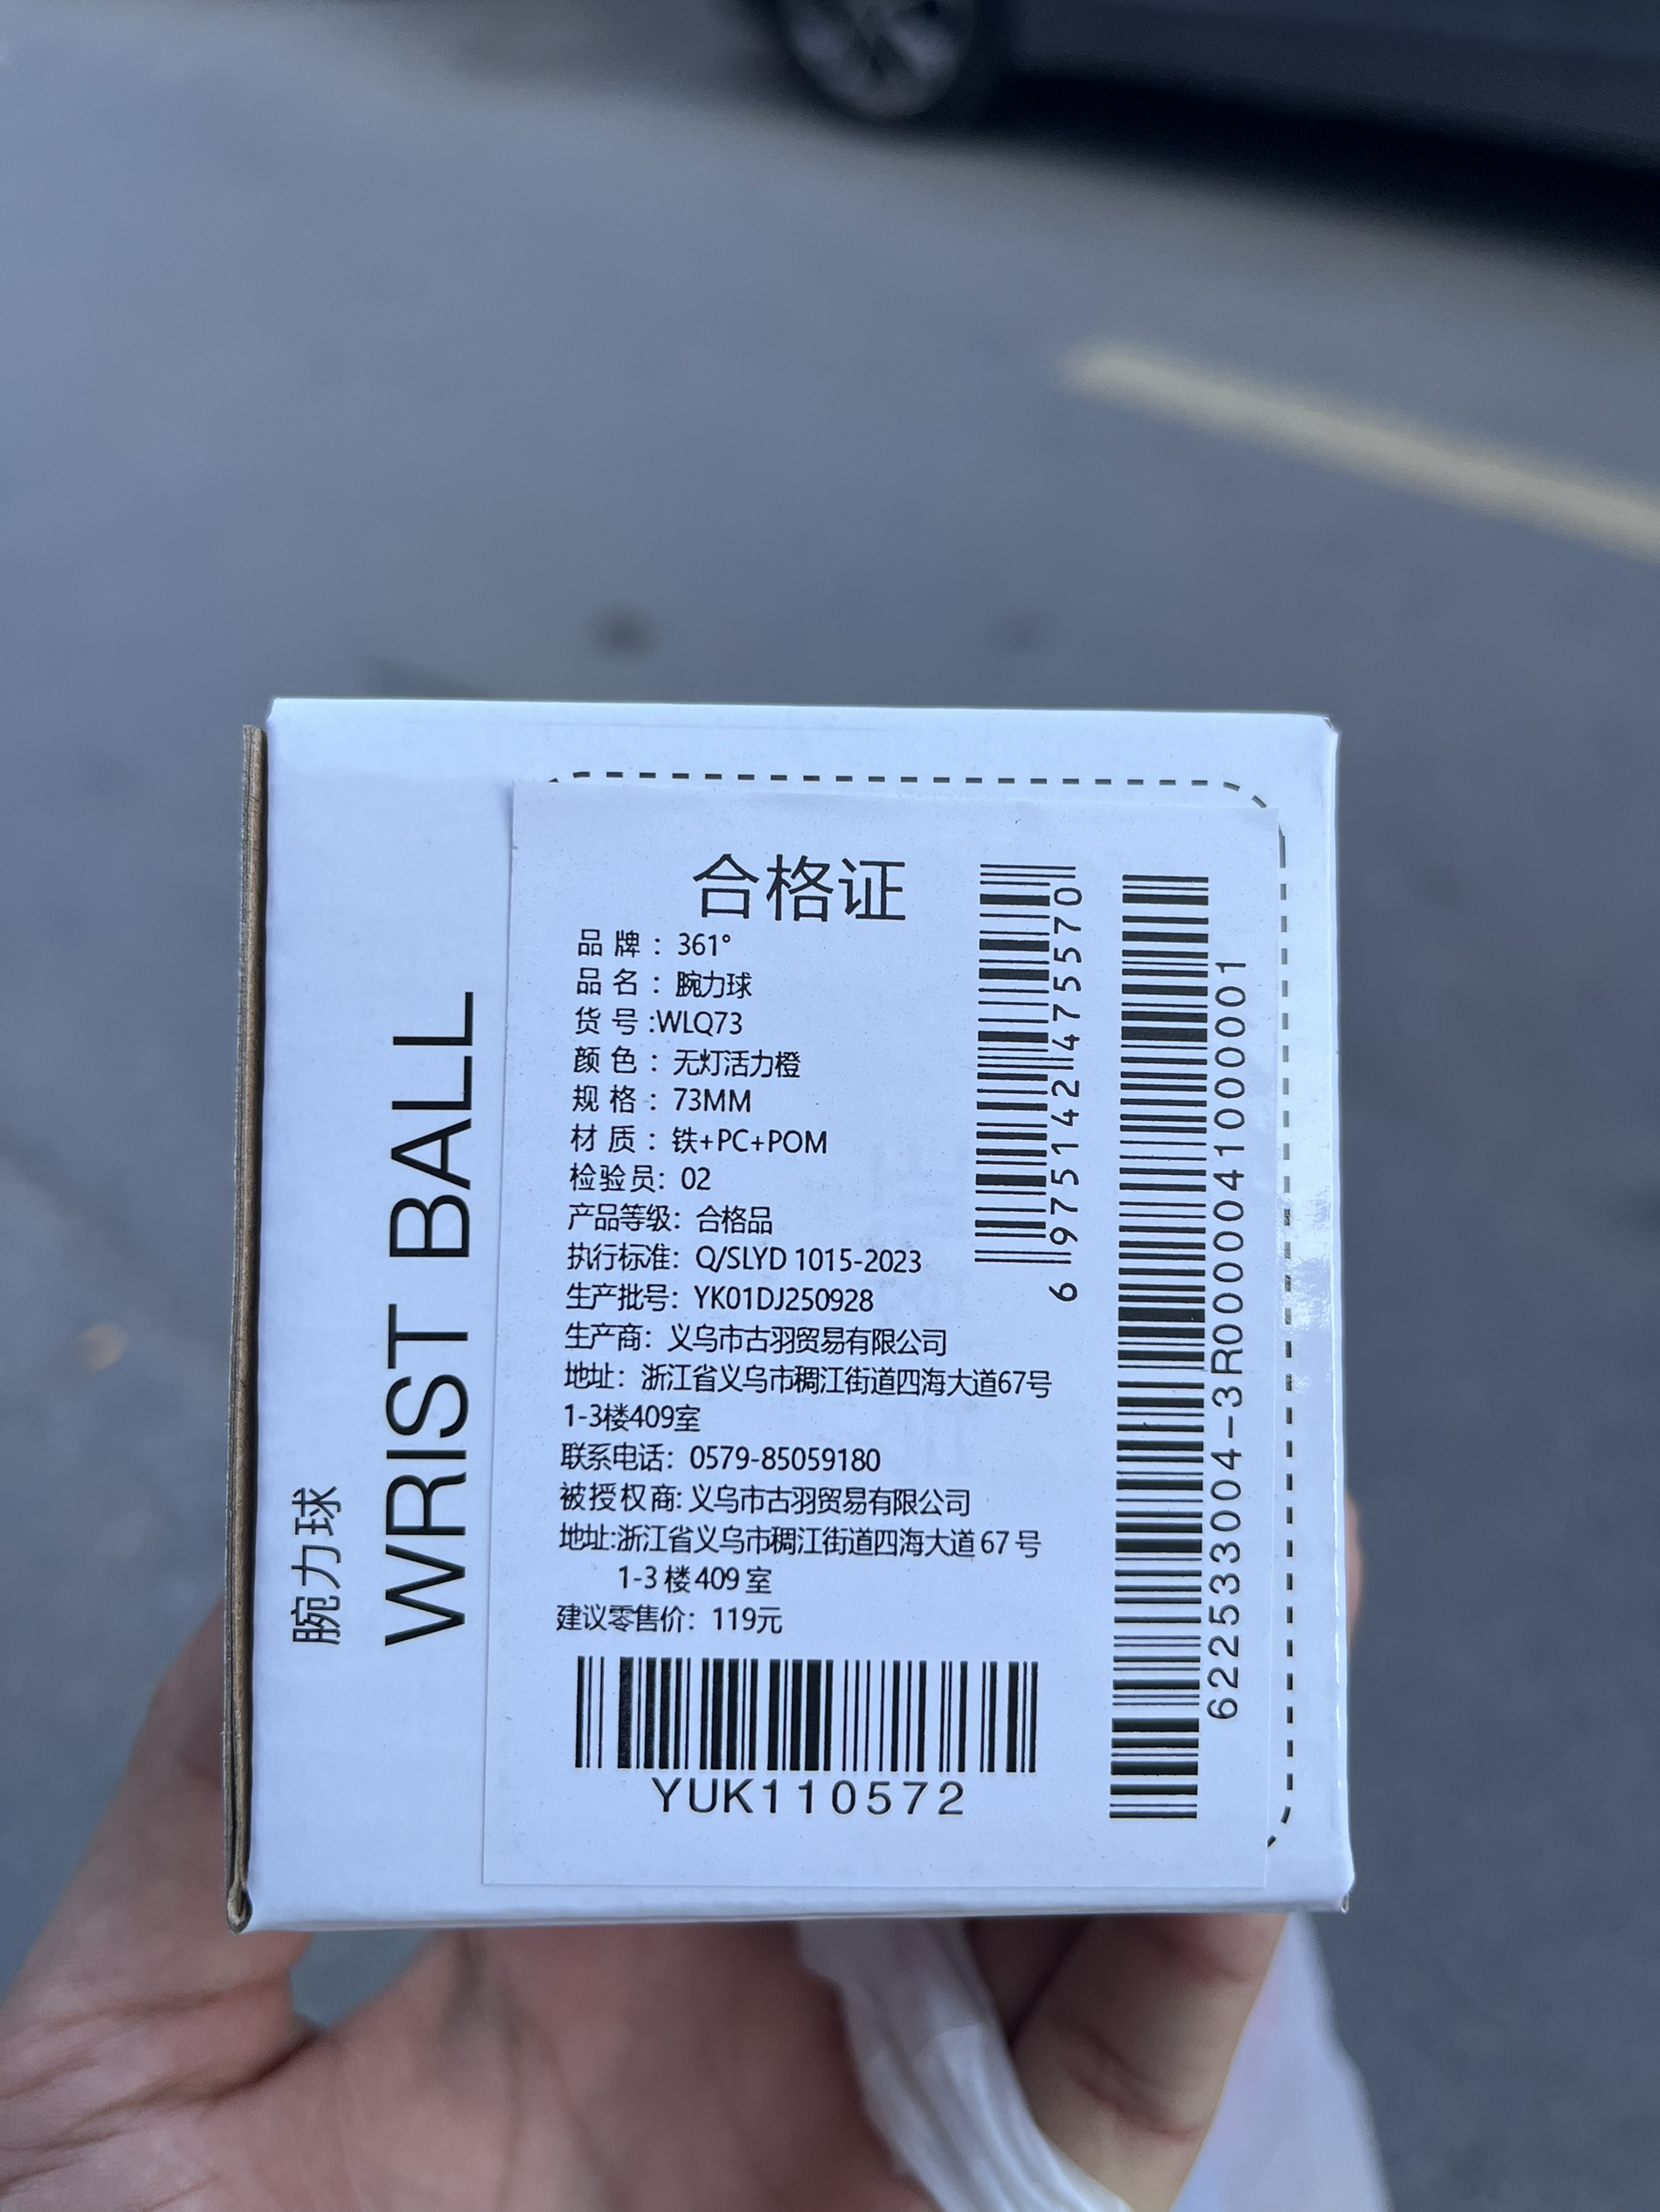 腕力球
WRIST BALL
合格证
品牌：361°
品名：腕力球
货号:WLQ73
颜色：无灯活力橙
规格：73MM
材质：铁+PC+POM
检验员：02
产品等级：合格品
执行标准：Q/SLYD 1015-2023
生产批号：YK01DJ250928
生产商：义乌市古羽贸易有限公司
地址：浙江省义乌市稠江街道四海大道67号
1-3楼409室
联系电话：0579-85059180
被授权商:义乌市古羽贸易有限公司
地址:浙江省义乌市稠江街道四海大道 67 号
1-3 楼 409 室
建议零售价：119元
YUK110572
6 975142 475570
622533004-3R00000410000001